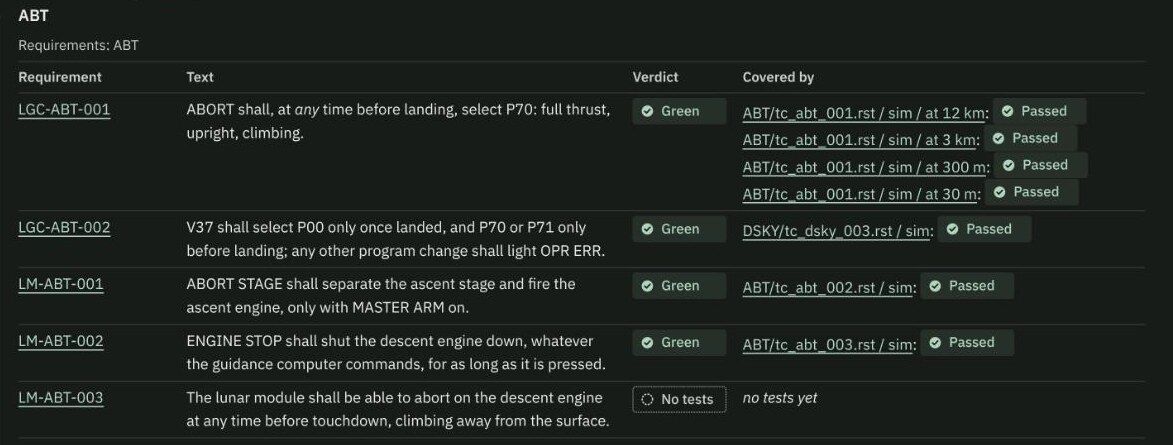 ABT
Requirements: ABT
Requirement Text Verdict Covered by
LGC-ABT-001 ABORT shall, at any time before landing, select P70: full thrust, Green ABT/tc_abt_001.rst / sim / at 12 km: Passed
upright, climbing.
ABT/tc_abt_001.rst / sim / at 3 km: Passed
ABT/tc_abt_001.rst / sim / at 300 m: Passed
ABT/tc_abt_001.rst / sim / at 30 m: Passed
LGC-ABT-002 V37 shall select P00 only once landed, and P70 or P71 only Green DSKY/tc_dsky_003.rst / sim: Passed
before landing; any other program change shall light OPR ERR.
LM-ABT-001 ABORT STAGE shall separate the ascent stage and fire the Green ABT/tc_abt_002.rst / sim: Passed
ascent engine, only with MASTER ARM on.
LM-ABT-002 ENGINE STOP shall shut the descent engine down, whatever Green ABT/tc_abt_003.rst / sim: Passed
the guidance computer commands, for as long as it is pressed.
LM-ABT-003 The lunar module shall be able to abort on the descent engine No tests no tests yet
at any time before touchdown, climbing away from the surface.